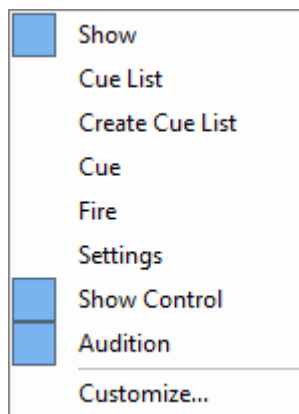 Show
Cue List
Create Cue List
Cue
Fire
Settings
Show Control
Audition
Customize...